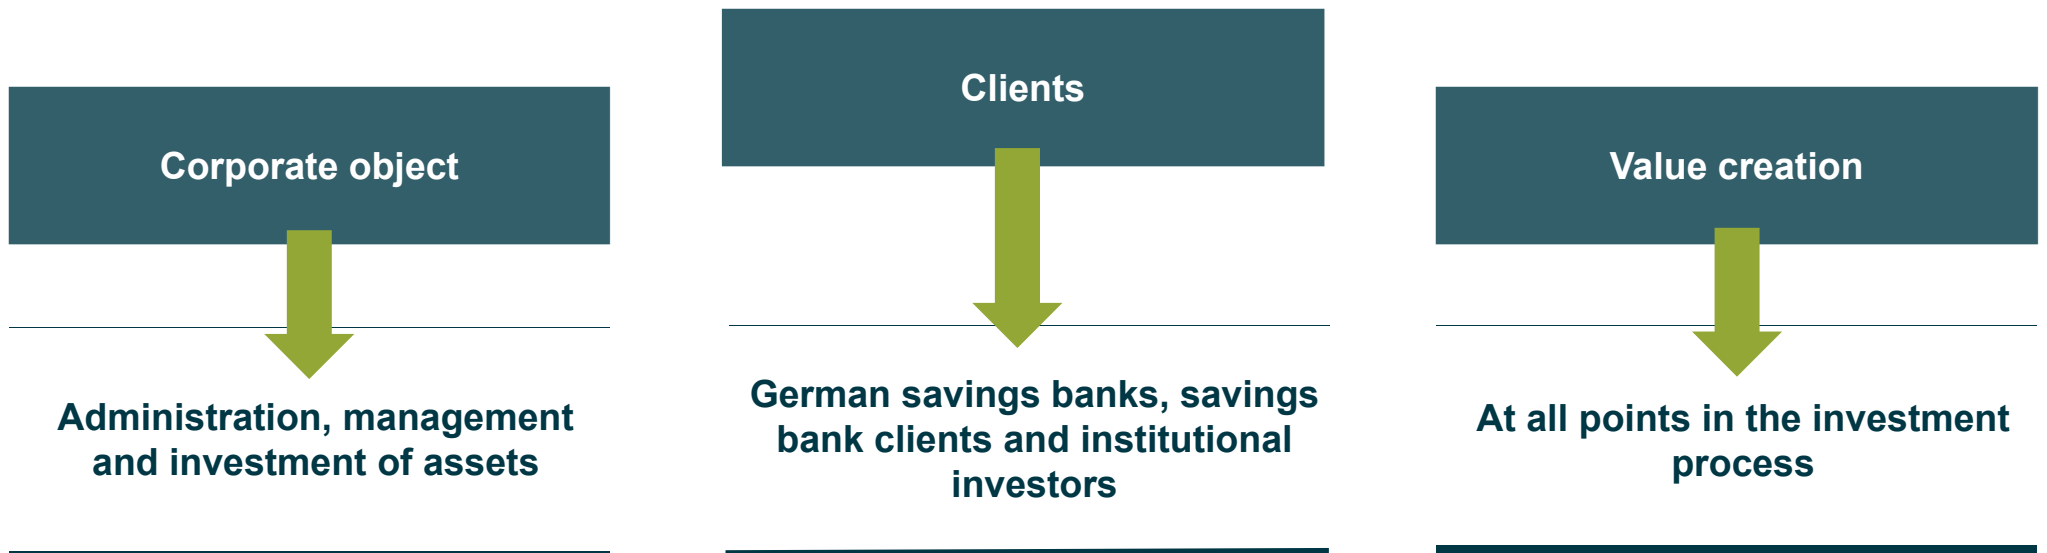 Corporate object
Administration, management
and investment of assets
Clients
German savings banks, savings
bank clients and institutional
investors
Value creation
At all points in the investment
process